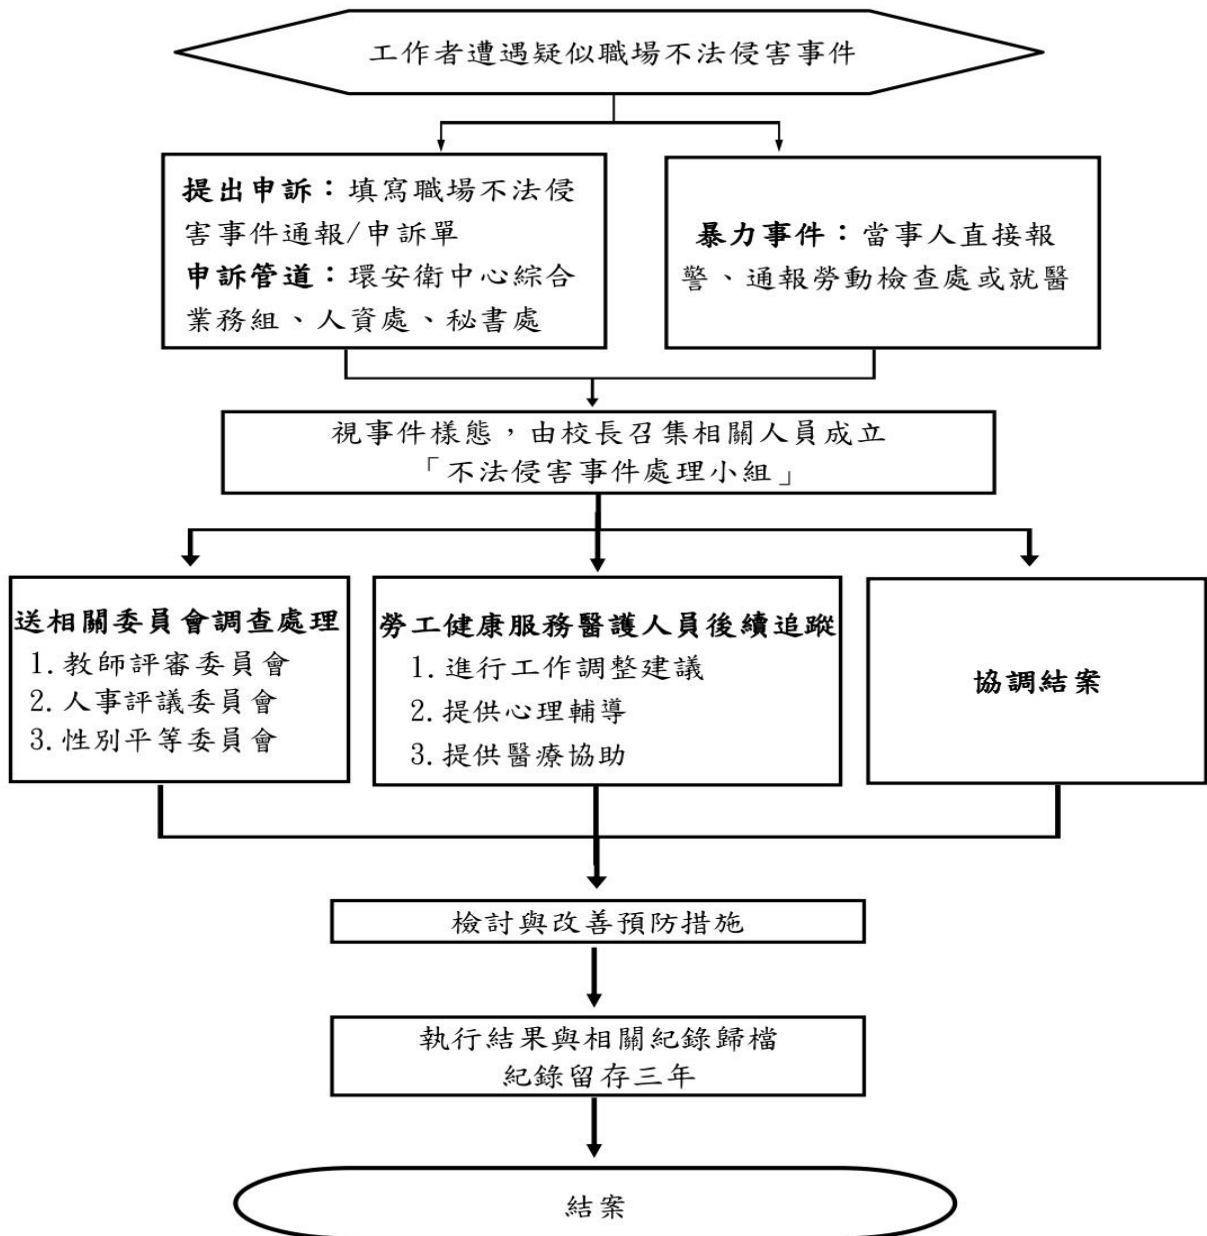 工作者遭遇疑似職場不法侵害事件
提出申訴：填寫職場不法侵
害事件通報/申訴單
申訴管道：環安衛中心綜合
業務組、人資處、秘書處
暴力事件：當事人直接報
警、通報勞動檢查處或就醫
視事件樣態，由校長召集相關人員成立
「不法侵害事件處理小組」
送相關委員會調查處理
1.教師評審委員會
2.人事評議委員會
3.性別平等委員會
勞工健康服務醫護人員後續追蹤
1.進行工作調整建議
2.提供心理輔導
3.提供醫療協助
協調結案
檢討與改善預防措施
執行結果與相關紀錄歸檔
紀錄留存三年
結案